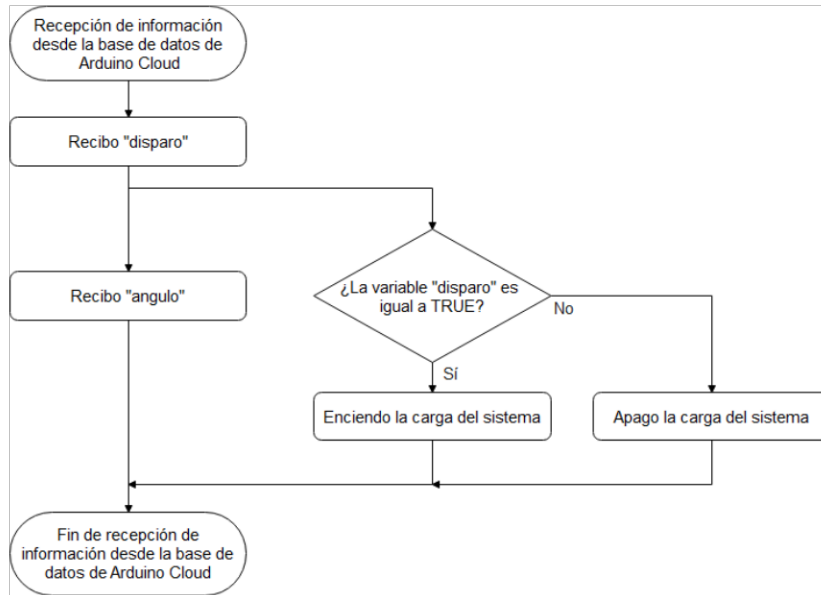 Recepción de información
desde la base de datos de
Arduino Cloud
Recibo "disparo"
Recibo "angulo"
¿La variable "disparo" es
igual a TRUE?
No
Sí
Enciendo la carga del sistema
Apago la carga del sistema
Fin de recepción de
información desde la base de
datos de Arduino Cloud